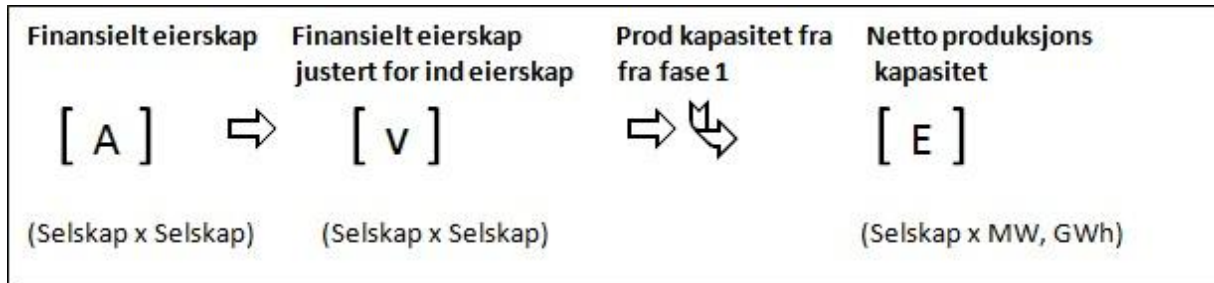 Finansielt eierskap Finansielt eierskap Prod kapasitet fra Netto produksjons
justert for ind eierskap fra fase 1 kapasitet
[ A ] [ V ] [ E ]
(Selskap x Selskap) (Selskap x Selskap) (Selskap x MW, GWh)